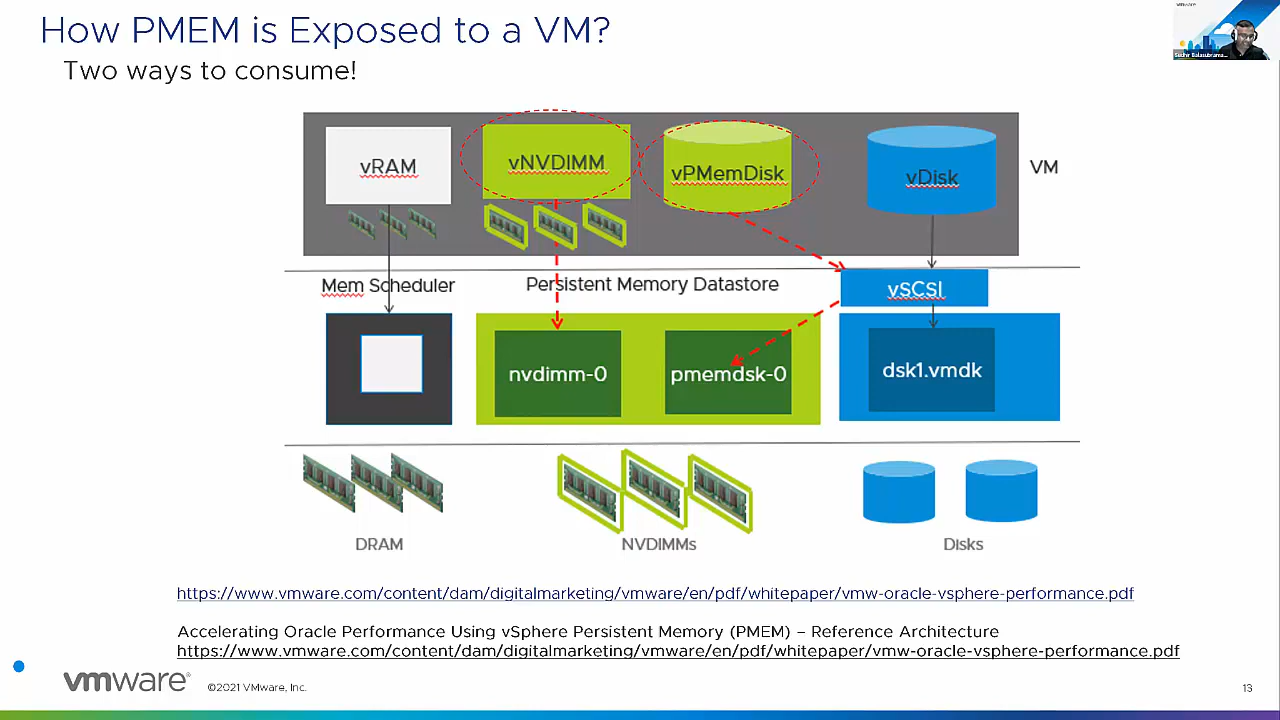 How PMEM is Exposed to a VM?
Two ways to consume!
vRAM
vNVDIMM
vPMemDisk
vDisk
VM
Mem Scheduler
Persistent Memory Datastore
vSCSI
nvdimm-0
pmemdsk-0
dsk1.vmdk
DRAM
NVDIMMs
Disks
https://www.vmware.com/content/dam/digitalmarketing/vmware/en/pdf/whitepaper/vmw-oracle-vsphere-performance.pdf
Accelerating Oracle Performance Using vSphere Persistent Memory (PMEM) – Reference Architecture
https://www.vmware.com/content/dam/digitalmarketing/vmware/en/pdf/whitepaper/vmw-oracle-vsphere-performance.pdf
vmware®
©2021 VMware, Inc.
13